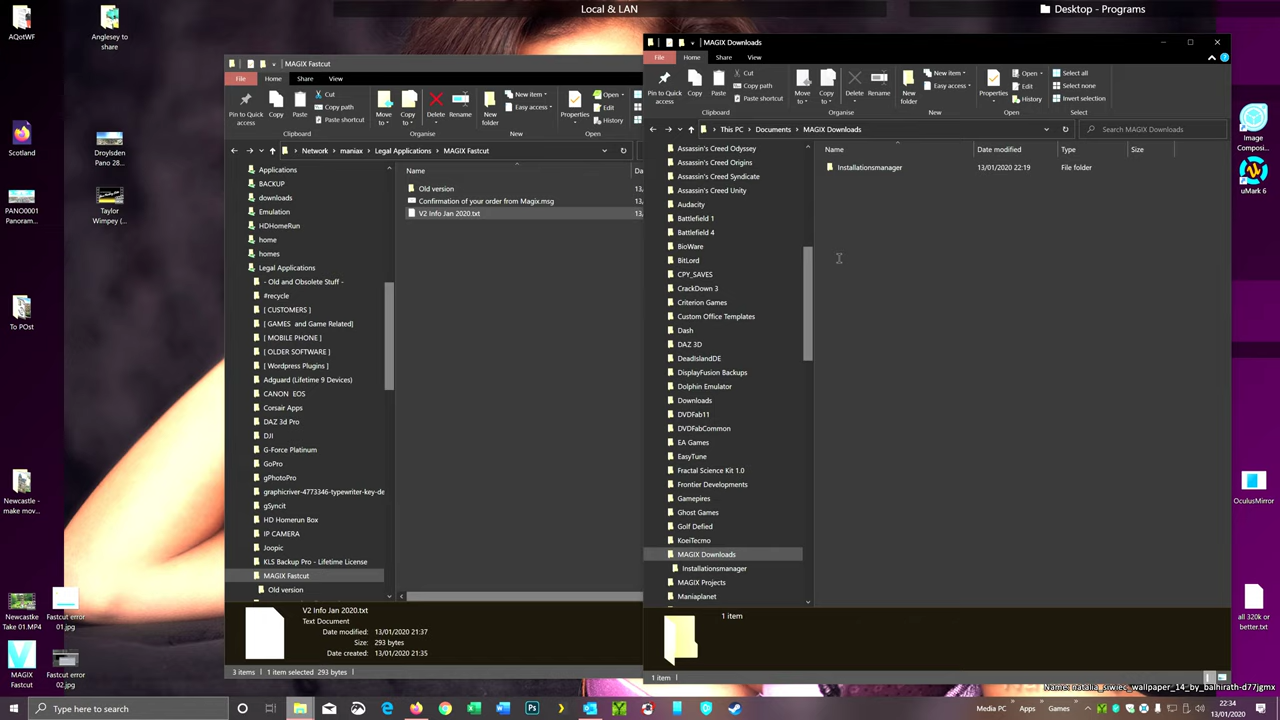 Local & LAN
Desktop - Programs
AQotWF
Anglesey to share
Scotland
Droylsden Pano 28...
PANO0001 Panoram...
Taylor Wimpey (...
To POst
Newcastle - make mov...
Newcastke Take 01.MP4
Fastcut error 01.jpg
MAGIX Fastcut
Fastcut error 02.jpg
MAGIX Fastcut
File Home Share View
Pin to Quick access
Copy
Paste
Cut
Copy path
Paste shortcut
Clipboard
Move to
Copy to
Delete
Rename
Organise
New folder
New item
Easy access
New
Properties
Open
Edit
History
Open
Network maniax Legal Applications MAGIX Fastcut
Applications
BACKUP
downloads
Emulation
HDHomeRun
home
homes
Legal Applications
- Old and Obsolete Stuff -
#recycle
[ CUSTOMERS ]
[ GAMES and Game Related]
[ MOBILE PHONE ]
[ OLDER SOFTWARE ]
[ Wordpress Plugins ]
Adguard (Lifetime 9 Devices)
CANON EOS
Corsair Apps
DAZ 3d Pro
DJI
G-Force Platinum
GoPro
gPhotoPro
graphicriver-4773346-typewriter-key-de
gSyncit
HD Homerun Box
IP CAMERA
Joopic
KLS Backup Pro - Lifetime License
MAGIX Fastcut
Old version
Name
Da
Old version 13/
Confirmation of your order from Magix.msg 13/
V2 Info Jan 2020.txt 13/
V2 Info Jan 2020.txt
Text Document
Date modified: 13/01/2020 21:37
Size: 293 bytes
Date created: 13/01/2020 21:35
3 items 1 item selected 293 bytes
MAGIX Downloads
File Home Share View
Pin to Quick access
Copy
Paste
Cut
Copy path
Paste shortcut
Clipboard
Move to
Copy to
Delete
Rename
Organise
New folder
New item
Easy access
New
Properties
Open
Edit
History
Open
Select all
Select none
Invert selection
Select
This PC Documents MAGIX Downloads
Search MAGIX Downloads
Assassin's Creed Odyssey
Assassin's Creed Origins
Assassin's Creed Syndicate
Assassin's Creed Unity
Audacity
Battlefield 1
Battlefield 4
BioWare
BitLord
CPY_SAVES
CrackDown 3
Criterion Games
Custom Office Templates
Dash
DAZ 3D
DeadIslandDE
DisplayFusion Backups
Dolphin Emulator
Downloads
DVDFab11
DVDFabCommon
EA Games
EasyTune
Fractal Science Kit 1.0
Frontier Developments
Gamepires
Ghost Games
Golf Defied
KoeiTecmo
MAGIX Downloads
Installationsmanager
MAGIX Projects
Maniaplanet
Name Date modified Type Size
Installationsmanager 13/01/2020 22:19 File folder
1 item
1 item
Image Composi...
uMark 6
OculusMirror
all 320k or better.txt
Name: natalia_siwiec_wallpaper_14_by_balhirath-d77jgmx
Type here to search
Media PC Apps Games
22:34
13/01/2020